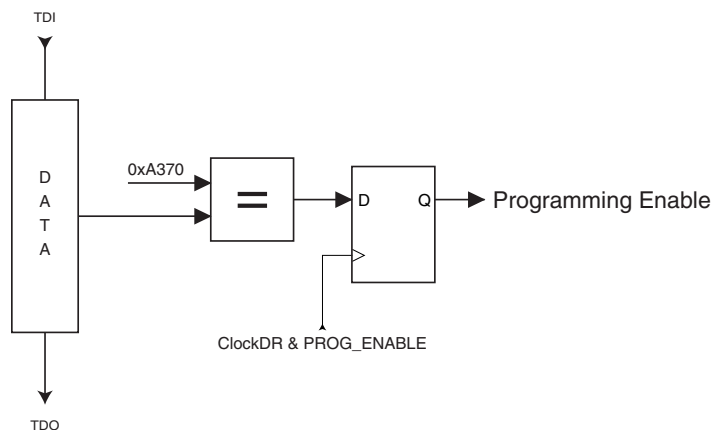 TDI
D
A
T
A
0xA370
=
D
Q
Programming Enable
ClockDR & PROG_ENABLE
TDO